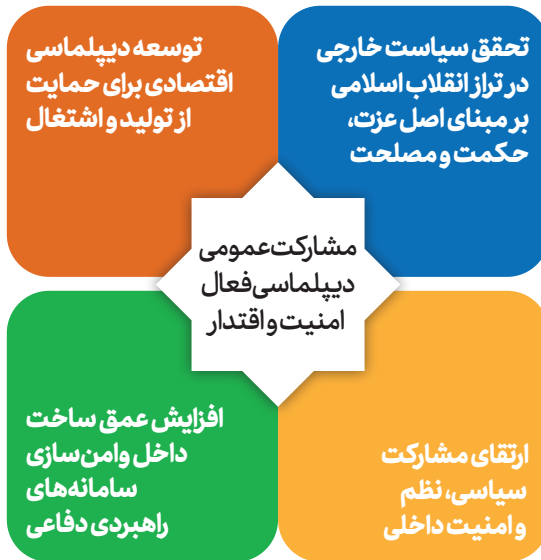 تحقق سیاست خارجی
در تراز انقلاب اسلامی
بر مبنای اصل عزت،
حکمت و مصلحت
توسعه دیپلماسی
اقتصادی برای حمایت
از تولید و اشتغال
مشارکت عمومی
دیپلماسی فعال
امنیت و اقتدار
ارتقای مشارکت
سیاسی، نظم
و امنیت داخلی
افزایش عمق ساخت
داخل وامن سازی
سامانه‌های
راهبردی دفاعی